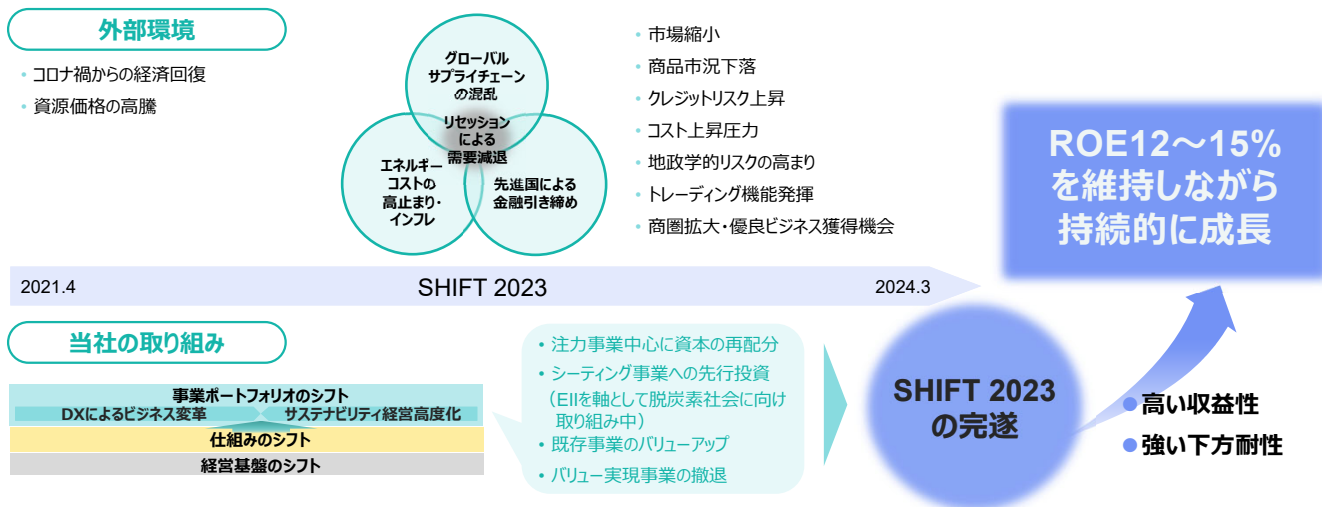 外部環境
• コロナ禍からの経済回復
• 資源価格の高騰
グローバル
サプライチェーン
の混乱
リセッション
による
需要減退
エネルギー
コストの
高止まり・
インフレ
先進国による
金融引き締め
• 市場縮小
• 商品市況下落
• クレジットリスク上昇
• コスト上昇圧力
• 地政学的リスクの高まり
• トレーディング機能発揮
• 商圏拡大・優良ビジネス獲得機会
ROE12～15%
を維持しながら
持続的に成長
2021.4
SHIFT 2023
2024.3
当社の取り組み
事業ポートフォリオのシフト
DXによるビジネス変革
サステナビリティ経営高度化
仕組みのシフト
経営基盤のシフト
• 注力事業中心に資本の再配分
• シーティング事業への先行投資
（EIIを軸として脱炭素社会に向け
取り組み中）
• 既存事業のバリューアップ
• バリュー実現事業の撤退
SHIFT 2023
の完遂
●高い収益性
●強い下方耐性